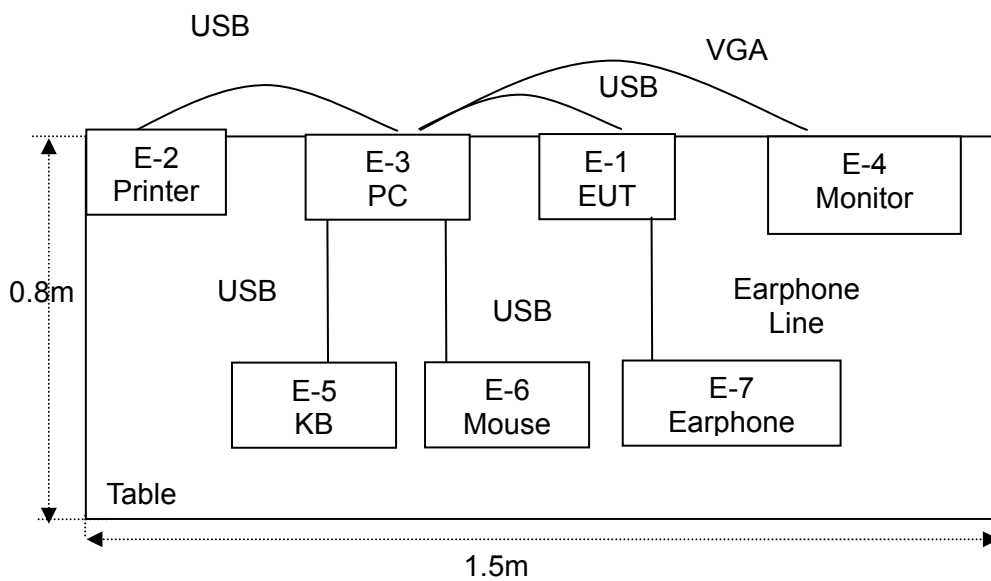 USB
VGA
USB
E-2
Printer
E-3
PC
E-1
EUT
E-4
Monitor
0.8m
USB
USB
Earphone
Line
E-5
KB
E-6
Mouse
E-7
Earphone
Table
1.5m